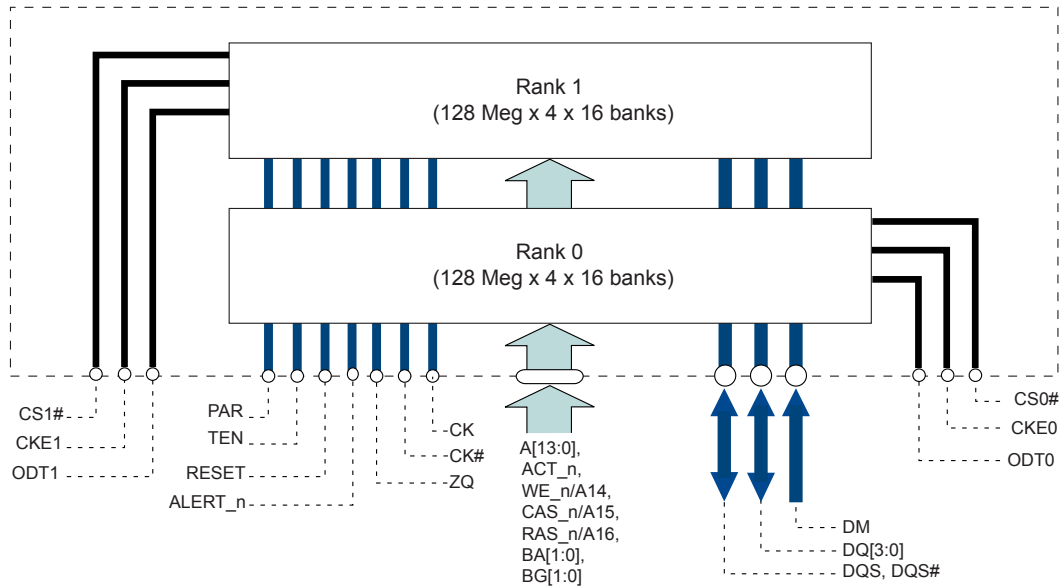 Rank 1
(128 Meg x 4 x 16 banks)
Rank 0
(128 Meg x 4 x 16 banks)
CS1#
CKE1
ODT1
PAR
TEN
RESET
ALERT_n
CK
CK#
ZQ
A[13:0],
ACT_n,
WE_n/A14,
CAS_n/A15,
RAS_n/A16,
BA[1:0],
BG[1:0]
DM
DQ[3:0]
DQS, DQS#
CS0#
CKE0
ODT0